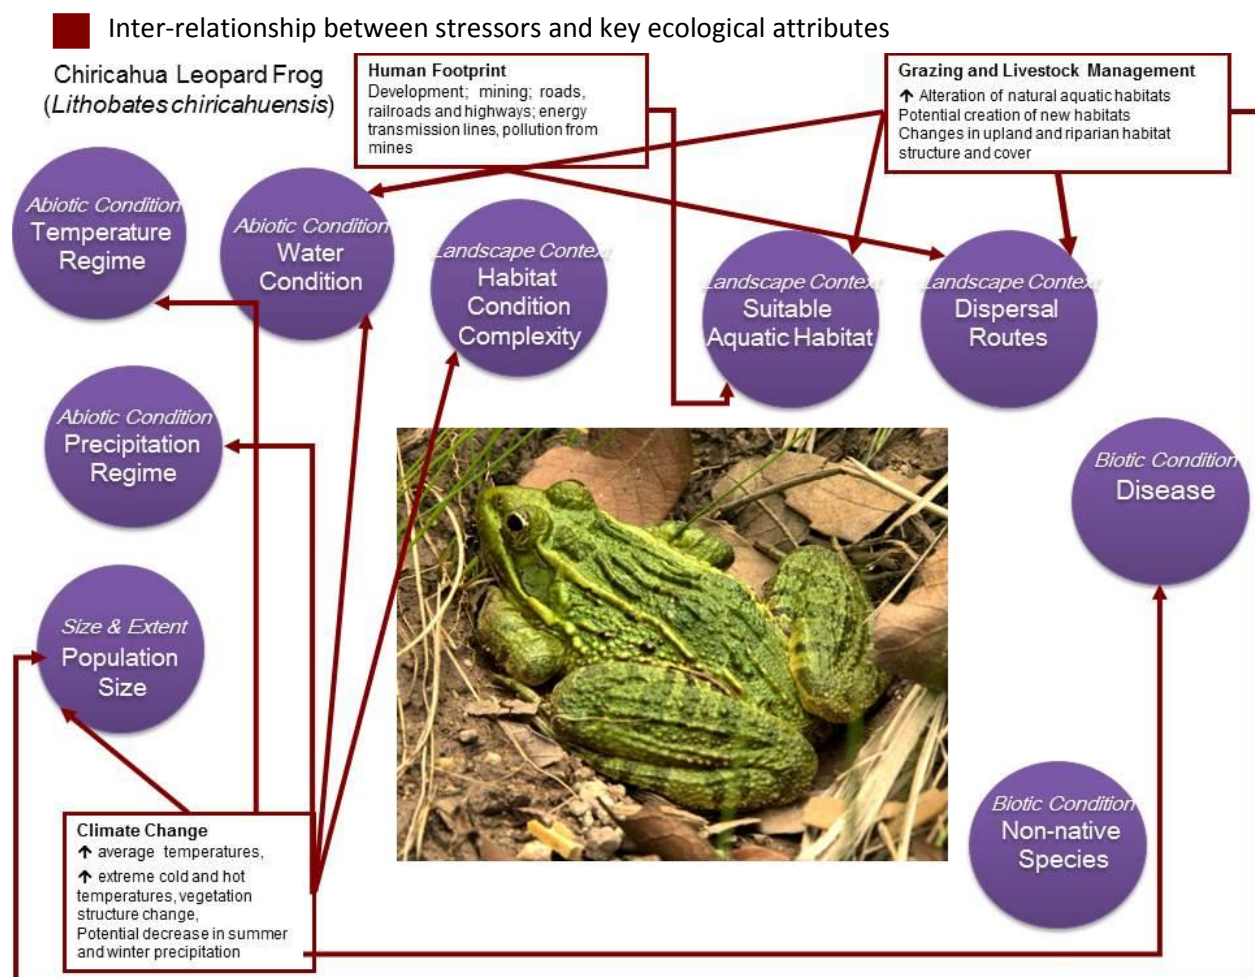 Inter-relationship between stressors and key ecological attributes
Chiricahua Leopard Frog
(Lithobates chiricahuensis)
Human Footprint
Development; mining; roads,
railroads and highways; energy
transmission lines, pollution from
mines
Grazing and Livestock Management
↑ Alteration of natural aquatic habitats
Potential creation of new habitats
Changes in upland and riparian habitat
structure and cover
Abiotic Condition
Temperature
Regime
Abiotic Condition
Water
Condition
Landscape Context
Habitat
Condition
Complexity
Landscape Context
Suitable
Aquatic Habitat
Landscape Context
Dispersal
Routes
Abiotic Condition
Precipitation
Regime
Biotic Condition
Disease
Size & Extent
Population
Size
Biotic Condition
Non-native
Species
Climate Change
↑ average temperatures,
↑ extreme cold and hot
temperatures, vegetation
structure change,
Potential decrease in summer
and winter precipitation